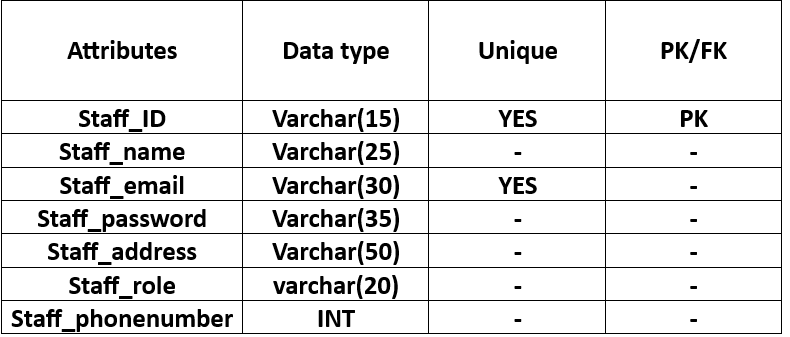 Attributes Data type Unique PK/FK
Staff_ID Varchar(15) YES PK
Staff_name Varchar(25) - -
Staff_email Varchar(30) YES -
Staff_password Varchar(35) - -
Staff_address Varchar(50) - -
Staff_role varchar(20) - -
Staff_phonenumber INT - -